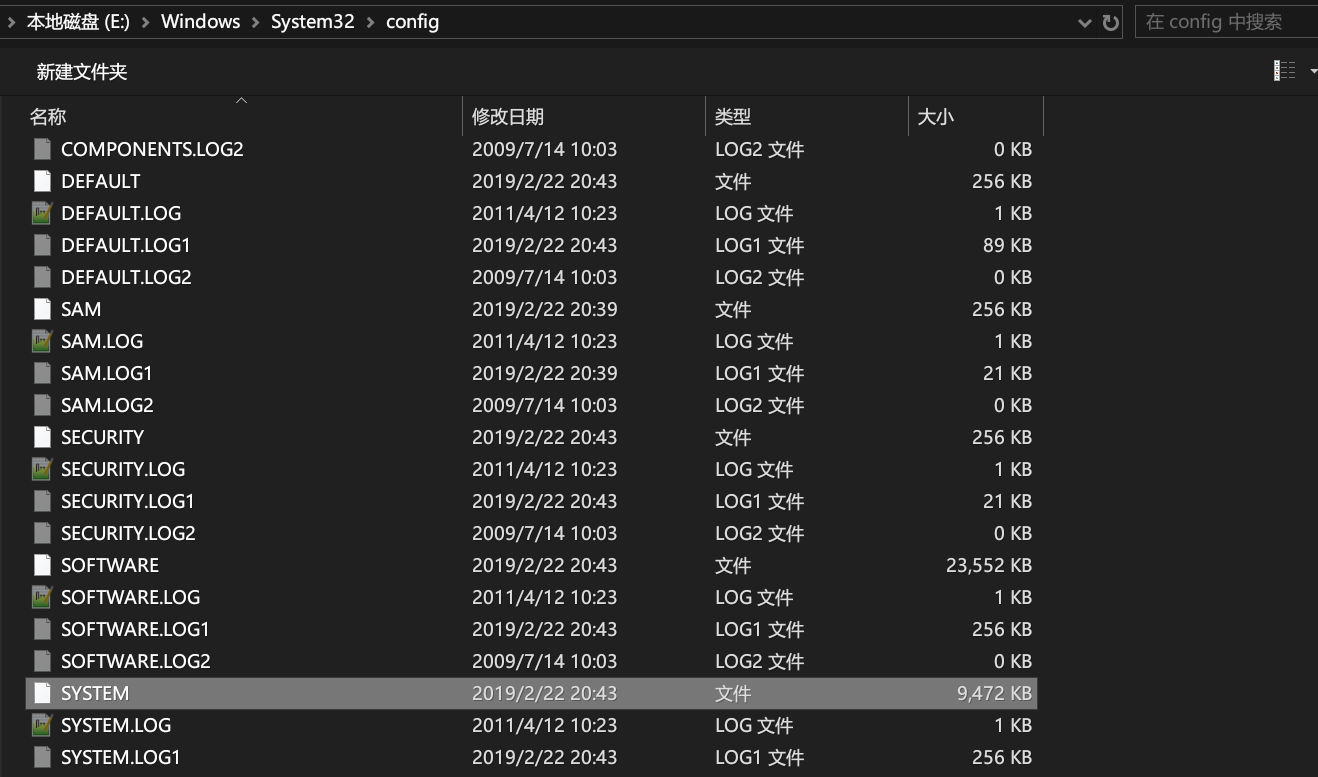 本地磁盘 (E:) > Windows > System32 > config
在 config 中搜索
新建文件夹
名称 修改日期 类型 大小
COMPONENTS.LOG2 2009/7/14 10:03 LOG2 文件 0 KB
DEFAULT 2019/2/22 20:43 文件 256 KB
DEFAULT.LOG 2011/4/12 10:23 LOG 文件 1 KB
DEFAULT.LOG1 2019/2/22 20:43 LOG1 文件 89 KB
DEFAULT.LOG2 2009/7/14 10:03 LOG2 文件 0 KB
SAM 2019/2/22 20:39 文件 256 KB
SAM.LOG 2011/4/12 10:23 LOG 文件 1 KB
SAM.LOG1 2019/2/22 20:39 LOG1 文件 21 KB
SAM.LOG2 2009/7/14 10:03 LOG2 文件 0 KB
SECURITY 2019/2/22 20:43 文件 256 KB
SECURITY.LOG 2011/4/12 10:23 LOG 文件 1 KB
SECURITY.LOG1 2019/2/22 20:43 LOG1 文件 21 KB
SECURITY.LOG2 2009/7/14 10:03 LOG2 文件 0 KB
SOFTWARE 2019/2/22 20:43 文件 23,552 KB
SOFTWARE.LOG 2011/4/12 10:23 LOG 文件 1 KB
SOFTWARE.LOG1 2019/2/22 20:43 LOG1 文件 256 KB
SOFTWARE.LOG2 2009/7/14 10:03 LOG2 文件 0 KB
SYSTEM 2019/2/22 20:43 文件 9,472 KB
SYSTEM.LOG 2011/4/12 10:23 LOG 文件 1 KB
SYSTEM.LOG1 2019/2/22 20:43 LOG1 文件 256 KB